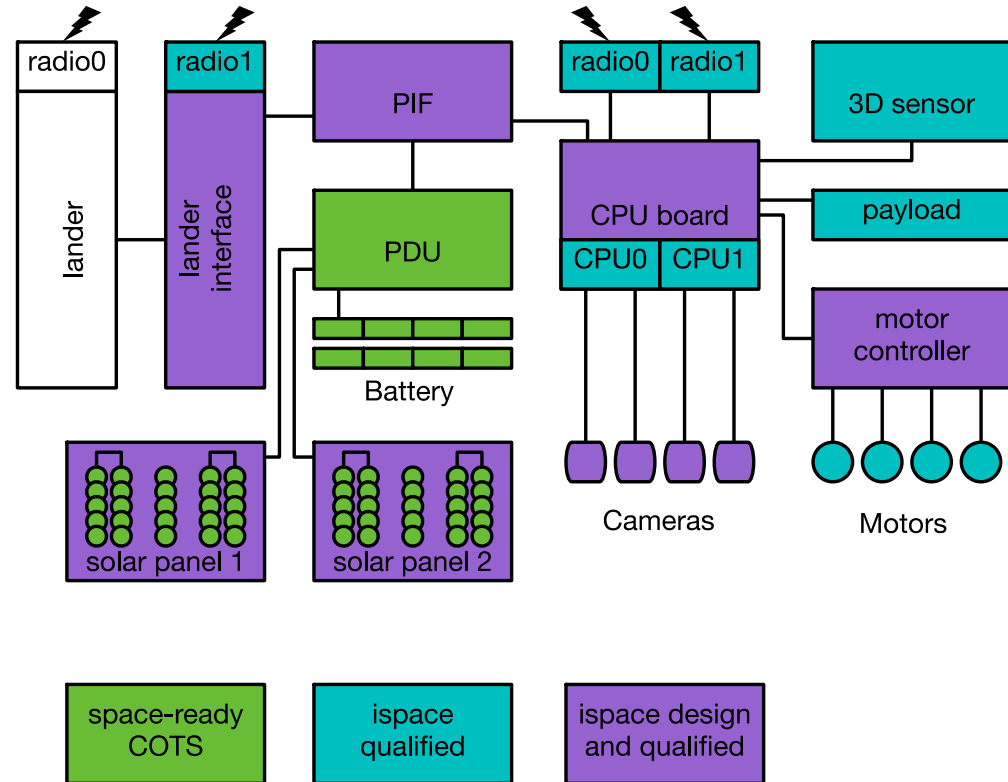 radio0
radio1
lander
lander
interface
PIF
PDU
Battery
solar panel 1
solar panel 2
radio0
radio1
CPU board
CPU0
CPU1
Cameras
3D sensor
payload
motor
controller
Motors
space-ready
COTS
ispace
qualified
ispace design
and qualified